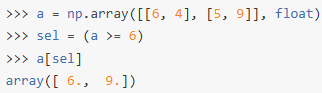 >>> a = np.array([[6, 4], [5, 9]], float)
>>> sel = (a >= 6)
>>> a[sel]
array([ 6.,  9.])